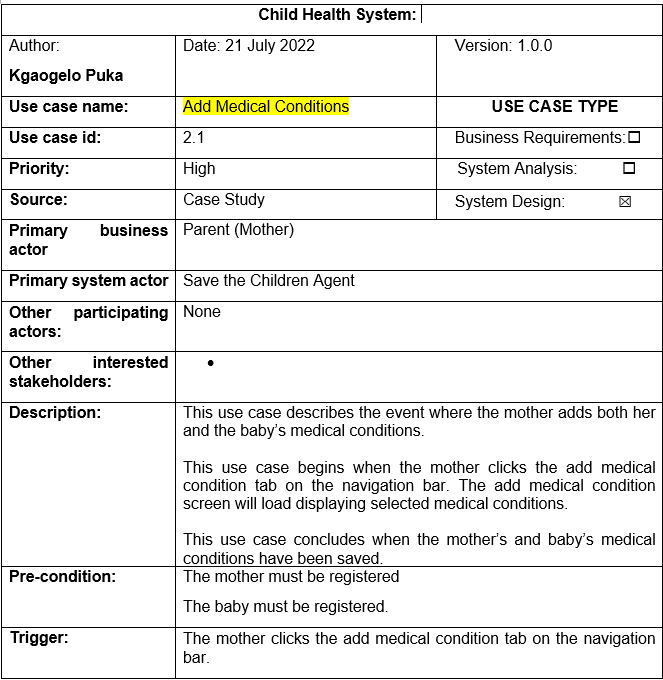 Child Health System:
Author:
Kgaogelo Puka
Date: 21 July 2022
Version: 1.0.0
Use case name:
Add Medical Conditions
USE CASE TYPE
Use case id:
2.1
Business Requirements:☐
Priority:
High
System Analysis: ☐
Source:
Case Study
System Design: ☒
Primary business
actor
Parent (Mother)
Primary system actor
Save the Children Agent
Other participating
actors:
None
Other interested
stakeholders:
•
Description:
This use case describes the event where the mother adds both her
and the baby’s medical conditions.
This use case begins when the mother clicks the add medical
condition tab on the navigation bar. The add medical condition
screen will load displaying selected medical conditions.
This use case concludes when the mother’s and baby’s medical
conditions have been saved.
Pre-condition:
The mother must be registered
The baby must be registered.
Trigger:
The mother clicks the add medical condition tab on the navigation
bar.